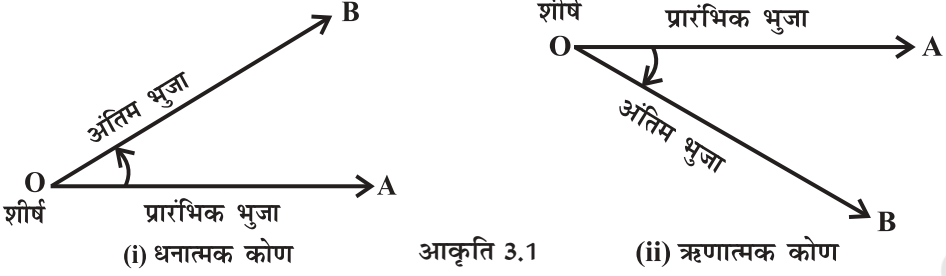 B
अंतिम भुजा
O
A
शीर्ष
प्रारंभिक भुजा
(i) धनात्मक कोण
आकृति 3.1
शीर्ष
प्रारंभिक भुजा
O
A
अंतिम भुजा
B
(ii) ऋणात्मक कोण